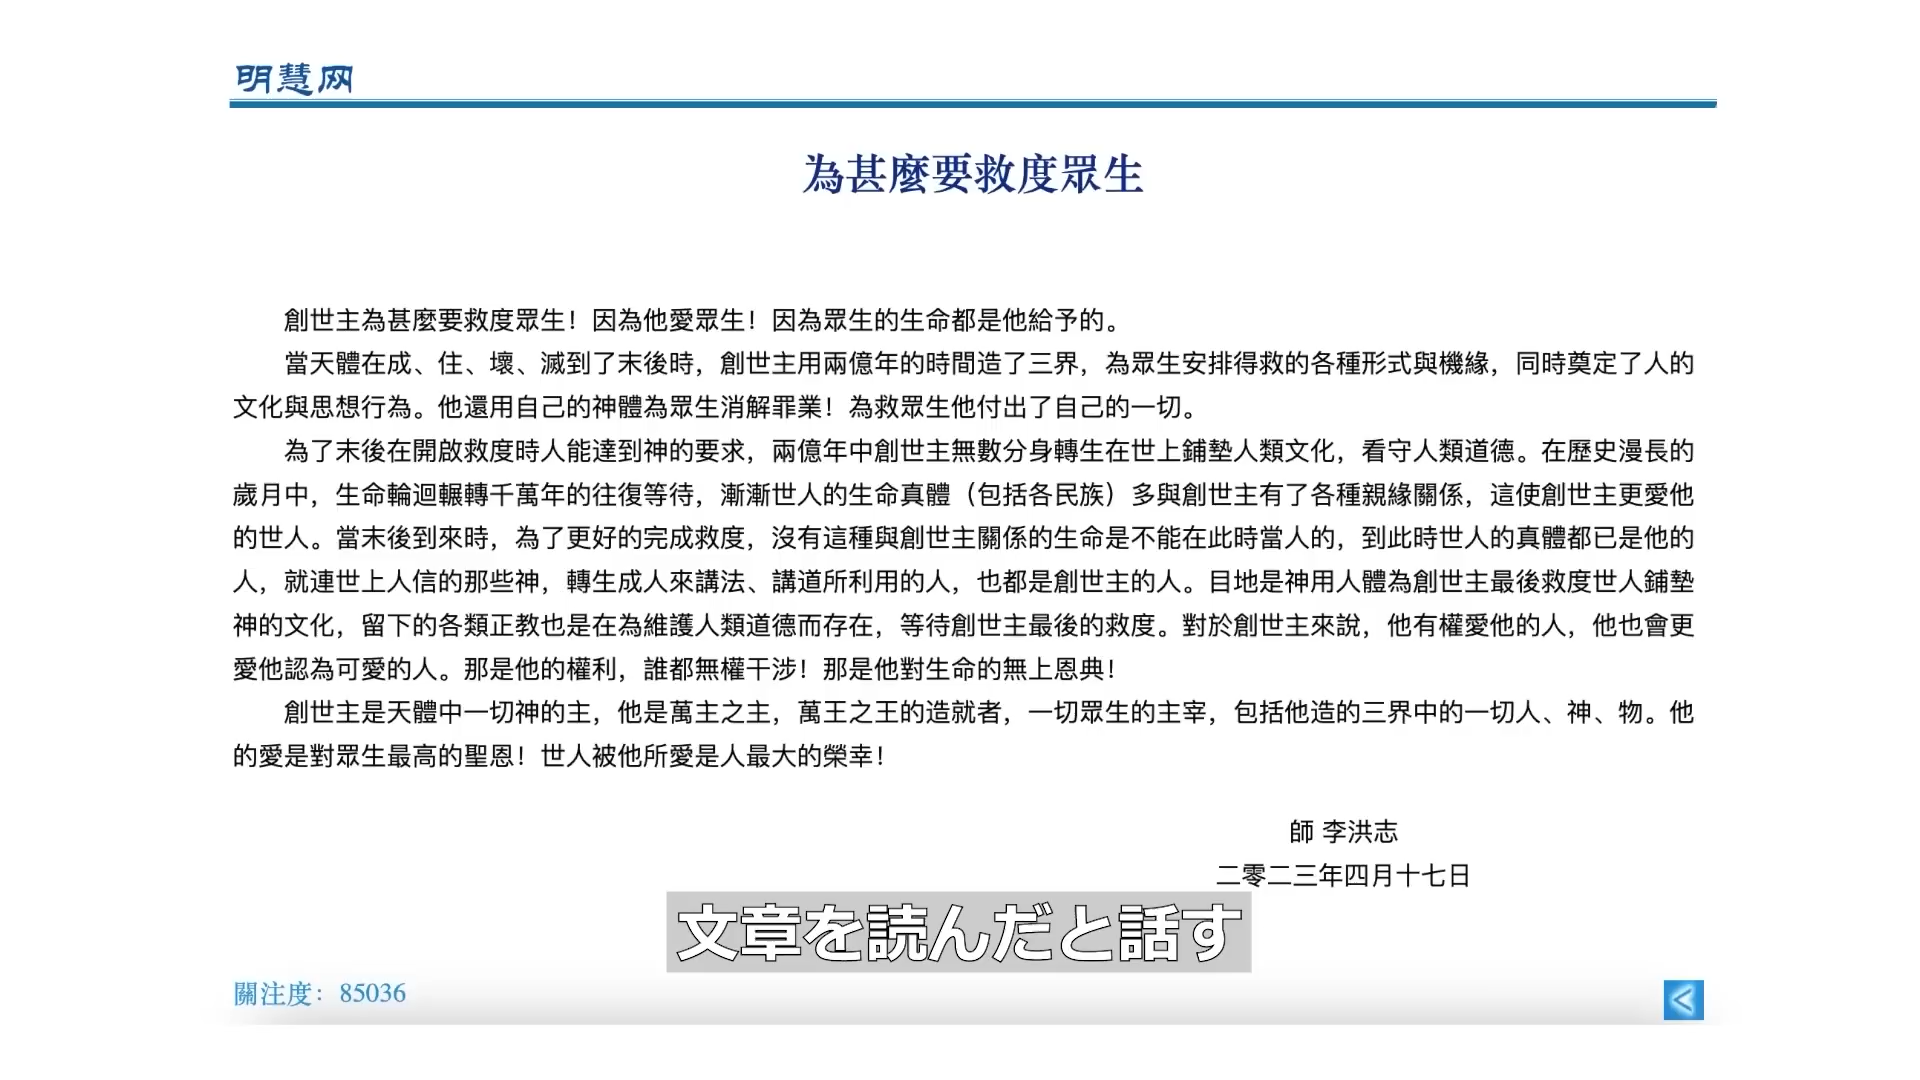 明慧网
為甚麼要救度眾生
創世主為甚麼要救度眾生！因為他愛眾生！因為眾生的生命都是他給予的。
當天體在成、住、壞、滅到了末後時，創世主用兩億年的時間造了三界，為眾生安排得救的各種形式與機緣，同時奠定了人的
文化與思想行為。他還用自己的神體為眾生消解罪業！為救眾生他付出了自己的一切。
為了末後在開啟救度時人能達到神的要求，兩億年中創世主無數分身轉生在世上鋪墊人類文化，看守人類道德。在歷史漫長的
歲月中，生命輪迴輾轉千萬年的往復等待，漸漸世人的生命真體（包括各民族）多與創世主有了各種親緣關係，這使創世主更愛他
的世人。當末後到來時，為了更好的完成救度，沒有這種與創世主關係的生命是不能在此時當人的，到此時世人的真體都已是他的
人，就連世上人信的那些神，轉生成人來講法、講道所利用的人，也都是創世主的人。目地是神用人體為創世主最後救度世人鋪墊
神的文化，留下的各類正教也是在為維護人類道德而存在，等待創世主最後的救度。對於創世主來說，他有權愛他的人，他也會更
愛他認為可愛的人。那是他的權利，誰都無權干涉！那是他對生命的無上恩典！
創世主是天體中一切神的主，他是萬主之主，萬王之王的造就者，一切眾生的主宰，包括他造的三界中的一切人、神、物。他
的愛是對眾生最高的聖恩！世人被他所愛是人最大的榮幸！
師 李洪志
二零二三年四月十七日
文章を読んだと話す
關注度：85036